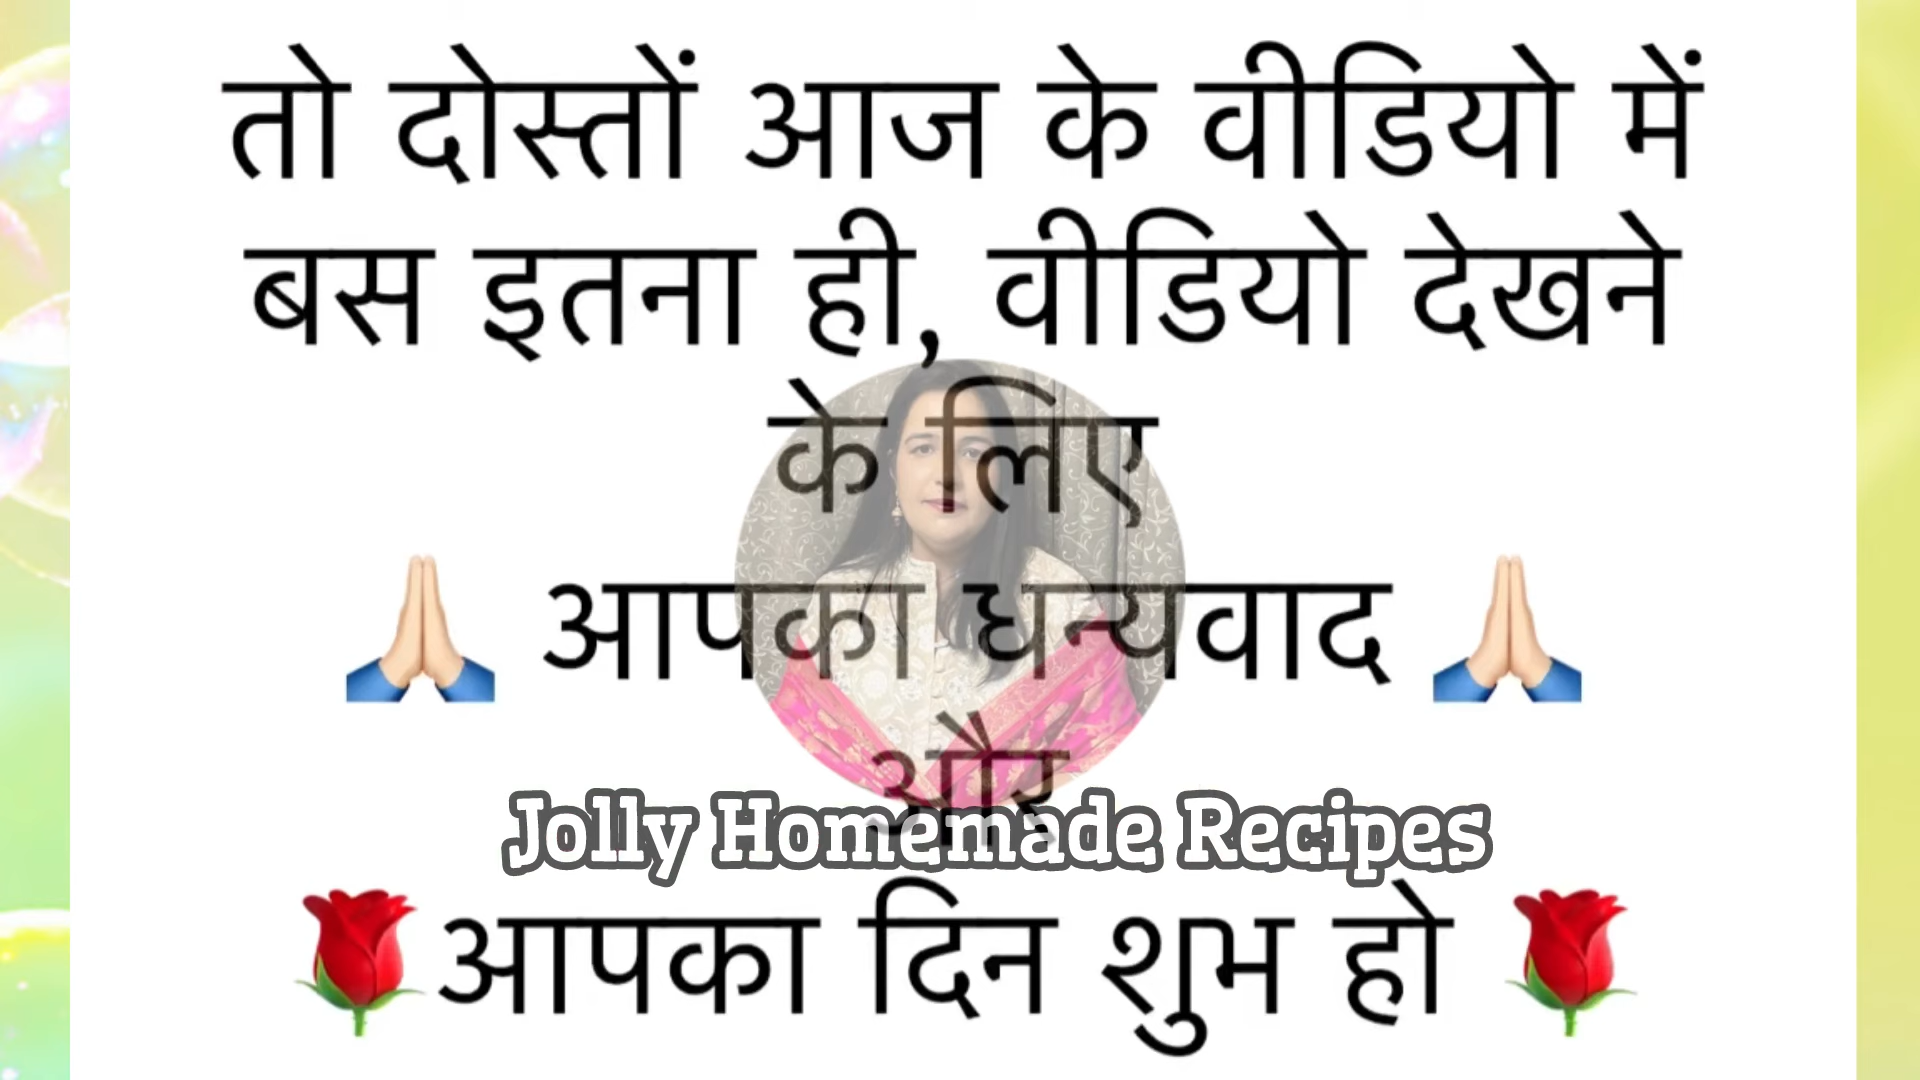 तो दोस्तों आज के वीडियो में
बस इतना ही, वीडियो देखने
के लिए
🙏🏻 आपका धन्यवाद 🙏🏻
और
Jolly Homemade Recipes
🌹आपका दिन शुभ हो 🌹